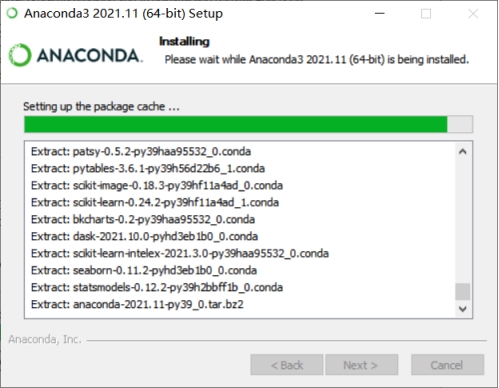 Anaconda3 2021.11 (64-bit) Setup
ANACONDA.
Installing
Please wait while Anaconda3 2021.11 (64-bit) is being installed.
Setting up the package cache ...
Extract: patsy-0.5.2-py39haa95532_0.conda
Extract: pytables-3.6.1-py39h56d22b6_1.conda
Extract: scikit-image-0.18.3-py39hf11a4ad_0.conda
Extract: scikit-learn-0.24.2-py39hf11a4ad_1.conda
Extract: bkcharts-0.2-py39haa95532_0.conda
Extract: dask-2021.10.0-pyhd3eb1b0_0.conda
Extract: scikit-learn-intelex-2021.3.0-py39haa95532_0.conda
Extract: seaborn-0.11.2-pyhd3eb1b0_0.conda
Extract: statsmodels-0.12.2-py39h2bbff1b_0.conda
Extract: anaconda-2021.11-py39_0.tar.bz2
Anaconda, Inc.
< Back
Next >
Cancel